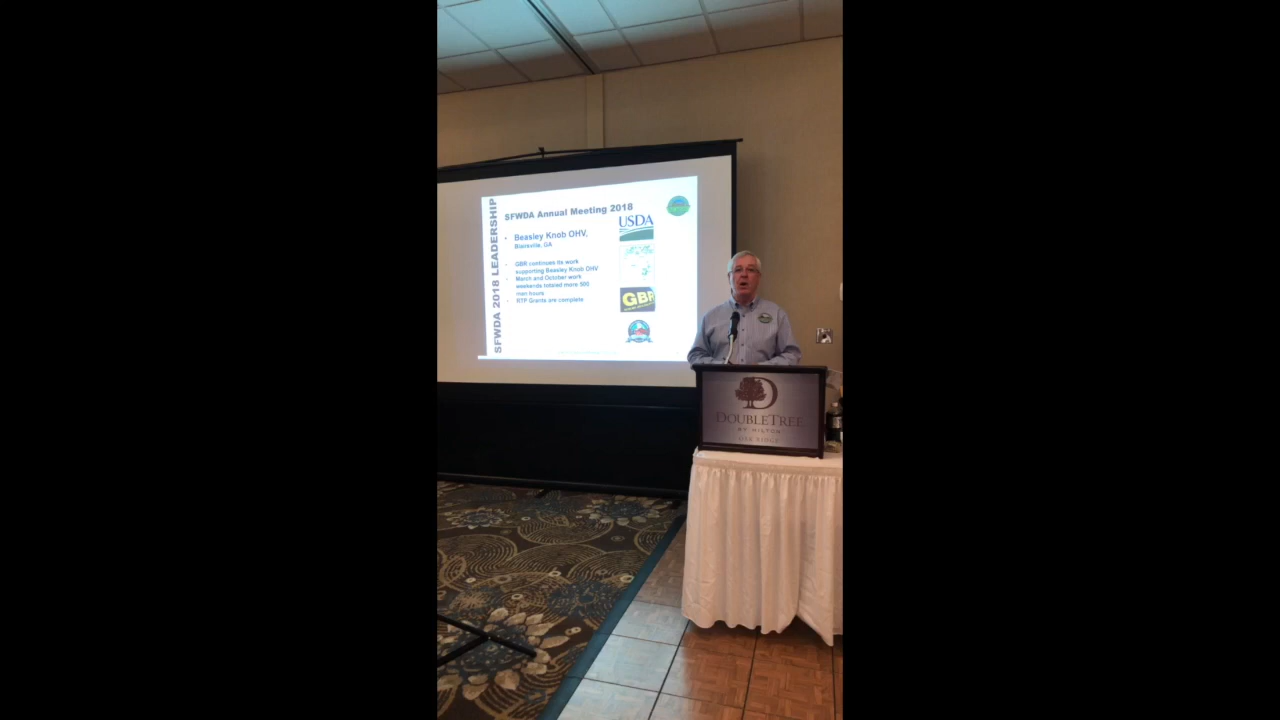 SFWDA 2018 LEADERSHIP
SFWDA Annual Meeting 2018
USDA
• Beasley Knob OHV,
Blairsville, GA
• GBR continues its work
supporting Beasley Knob OHV
• March and October work
weekends totaled more 500
man hours
• RTP Grants are complete
GBR
D
DOUBLETREE
BY HILTON
OAK RIDGE